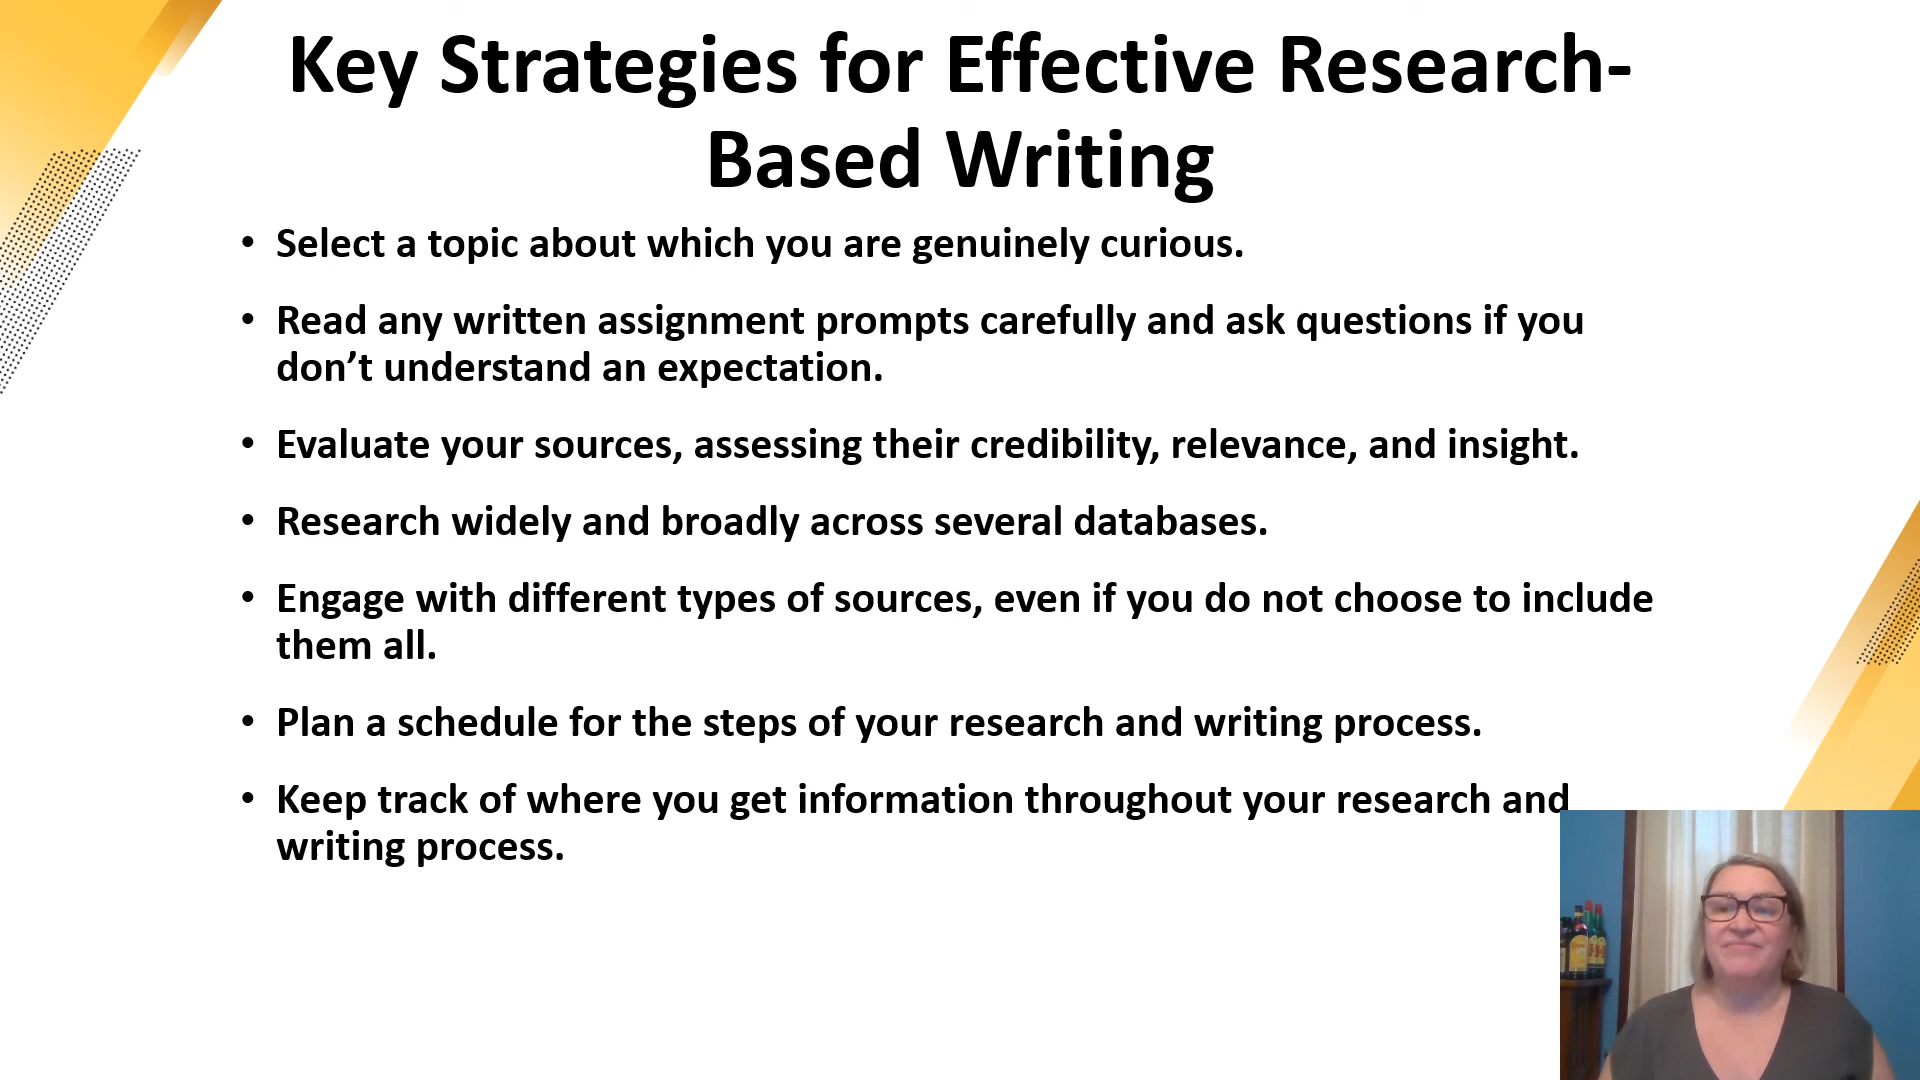 Key Strategies for Effective Research-
Based Writing
• Select a topic about which you are genuinely curious.
• Read any written assignment prompts carefully and ask questions if you
don’t understand an expectation.
• Evaluate your sources, assessing their credibility, relevance, and insight.
• Research widely and broadly across several databases.
• Engage with different types of sources, even if you do not choose to include
them all.
• Plan a schedule for the steps of your research and writing process.
• Keep track of where you get information throughout your research and
writing process.